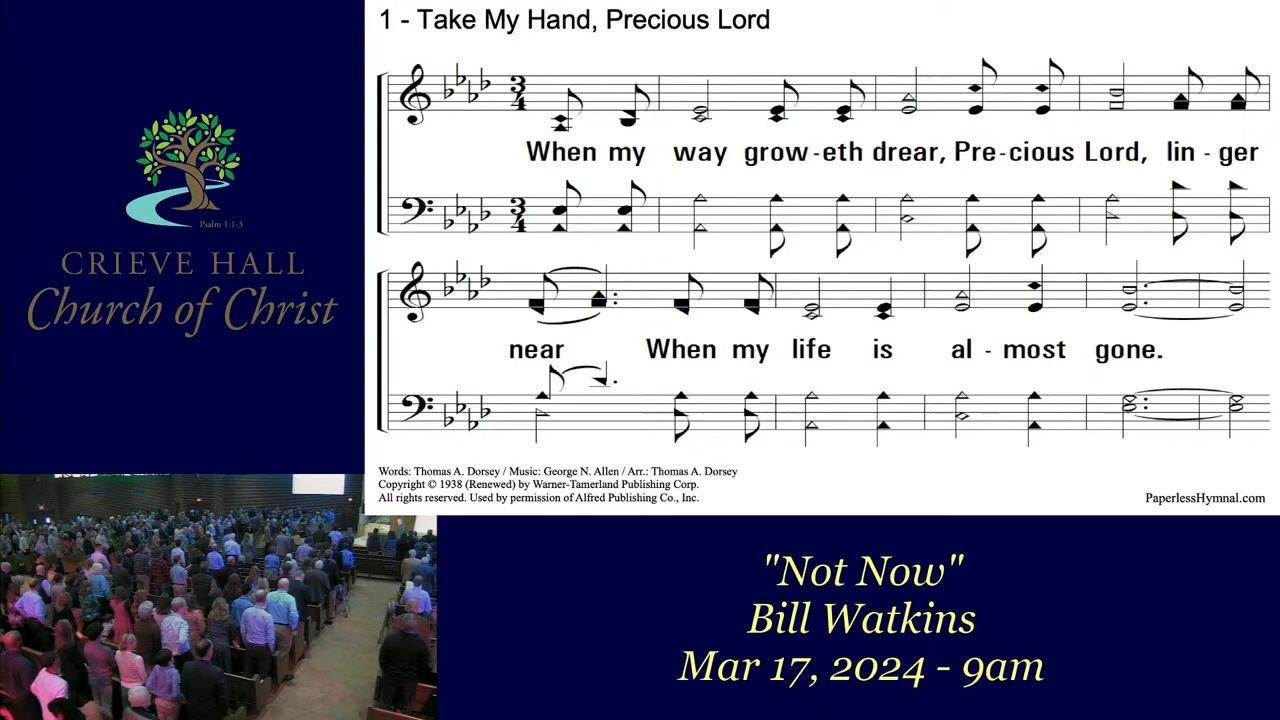 1 - Take My Hand, Precious Lord
When my way grow-eth drear, Pre-cious Lord, lin - ger
near When my life is al - most gone.
Words: Thomas A. Dorsey / Music: George N. Allen / Arr.: Thomas A. Dorsey
Copyright © 1938 (Renewed) by Warner-Tamerland Publishing Corp.
All rights reserved. Used by permission of Alfred Publishing Co., Inc.
PaperlessHymnal.com
Psalm 1:1-3
CRIEVE HALL
Church of Christ
"Not Now"
Bill Watkins
Mar 17, 2024 - 9am